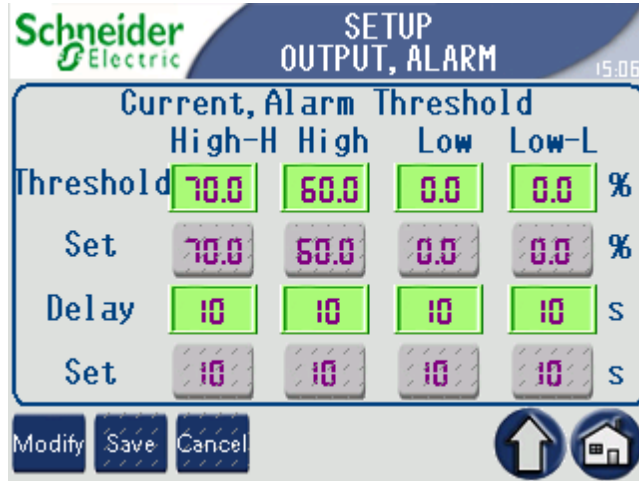 Schneider
Electric
SETUP
OUTPUT, ALARM
15:06
Current, Alarm Threshold
High-H High Low Low-L
Threshold 70.0 60.0 0.0 0.0 %
Set 70.0 60.0 0.0 0.0 %
Delay 10 10 10 10 s
Set 10 10 10 10 s
Modify Save Cancel